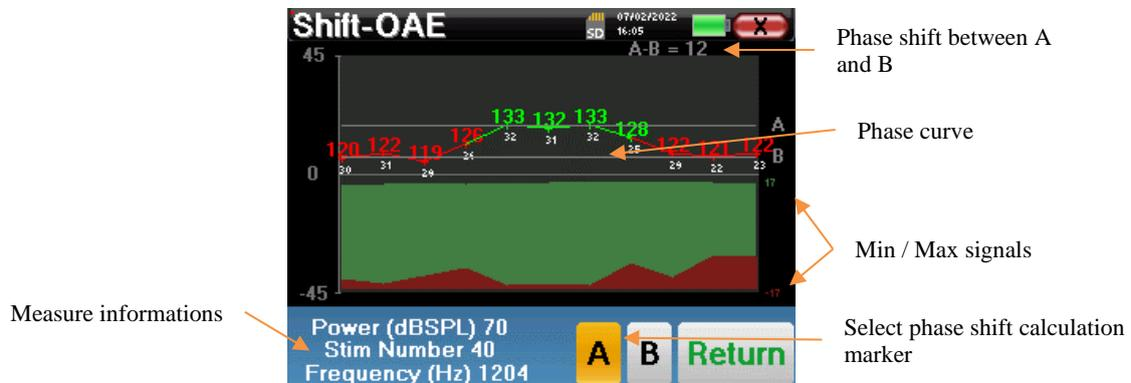 Shift-OAE
SD
07/02/2022
16:05
X
A-B = 12
45
0
-45
133 132 133
126 128
120 122 119 122 121 122
32 31 32
26 25
30 31 29 29 22 23
A
B
17
-17
Power (dBSPL) 70
Stim Number 40
Frequency (Hz) 1204
A
B
Return
Phase shift between A
and B
Phase curve
Min / Max signals
Measure informations
Select phase shift calculation
marker